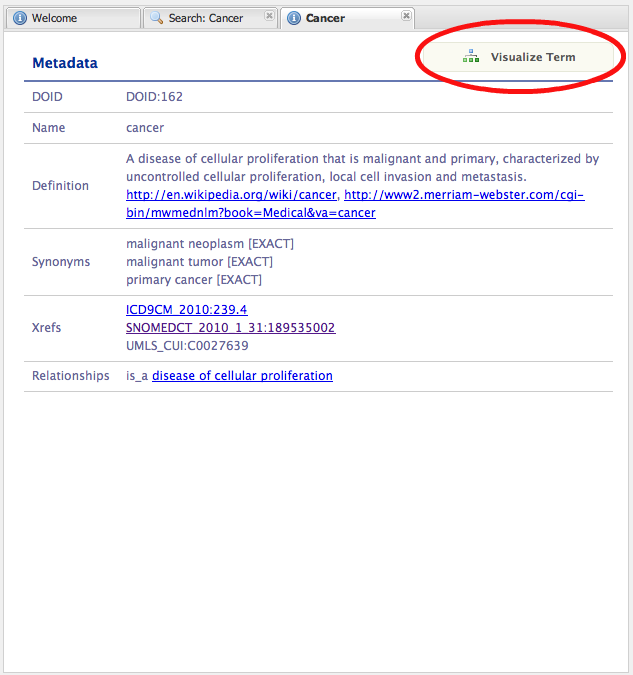 Welcome
Search: Cancer
Cancer
Metadata
Visualize Term
DOID
DOID:162
Name
cancer
Definition
A disease of cellular proliferation that is malignant and primary, characterized by
uncontrolled cellular proliferation, local cell invasion and metastasis.
http://en.wikipedia.org/wiki/cancer, http://www2.merriam-webster.com/cgi-
bin/mwmednlm?book=Medical&va=cancer
Synonyms
malignant neoplasm [EXACT]
malignant tumor [EXACT]
primary cancer [EXACT]
Xrefs
ICD9CM_2010:239.4
SNOMEDCT_2010_1_31:189535002
UMLS_CUI:C0027639
Relationships
is_a disease of cellular proliferation